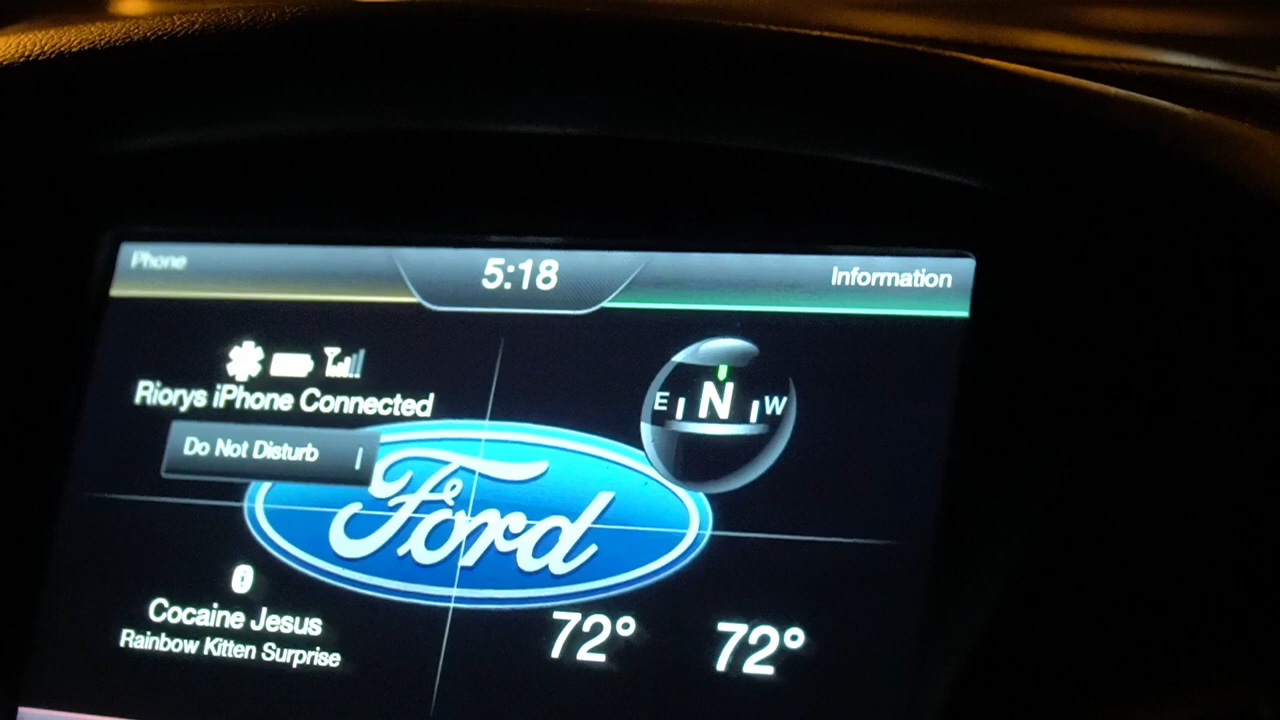 Phone
5:18
Information
Riorys iPhone Connected
E N W
Do Not Disturb
Ford
Cocaine Jesus
Rainbow Kitten Surprise
72° 72°